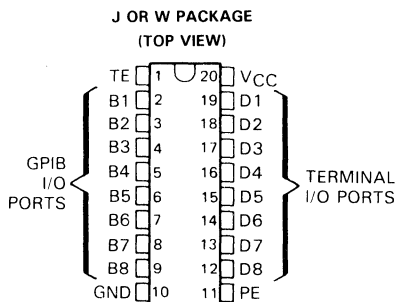 J OR W PACKAGE
(TOP VIEW)
TE 1 20 VCC
B1 2 19 D1
B2 3 18 D2
B3 4 17 D3
B4 5 16 D4
B5 6 15 D5
B6 7 14 D6
B7 8 13 D7
B8 9 12 D8
GND 10 11 PE
GPIB
I/O
PORTS
TERMINAL
I/O PORTS